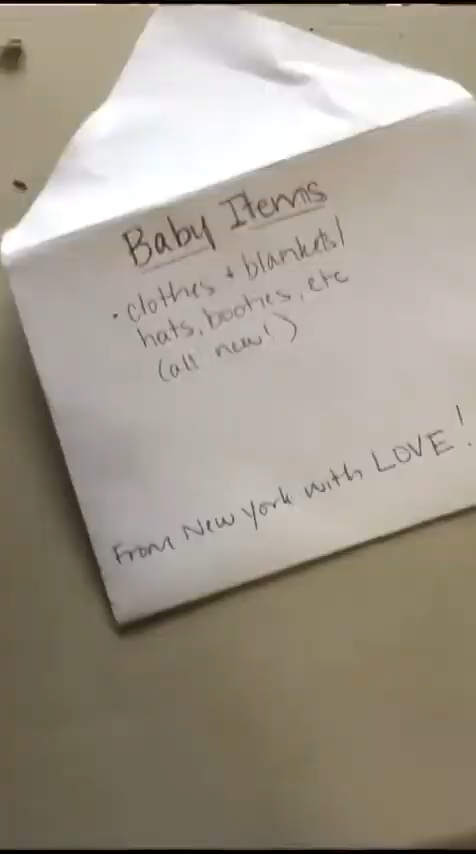 Baby Items
• clothes + blankets/
hats, booties, etc
(all new!)
From New York with LOVE!